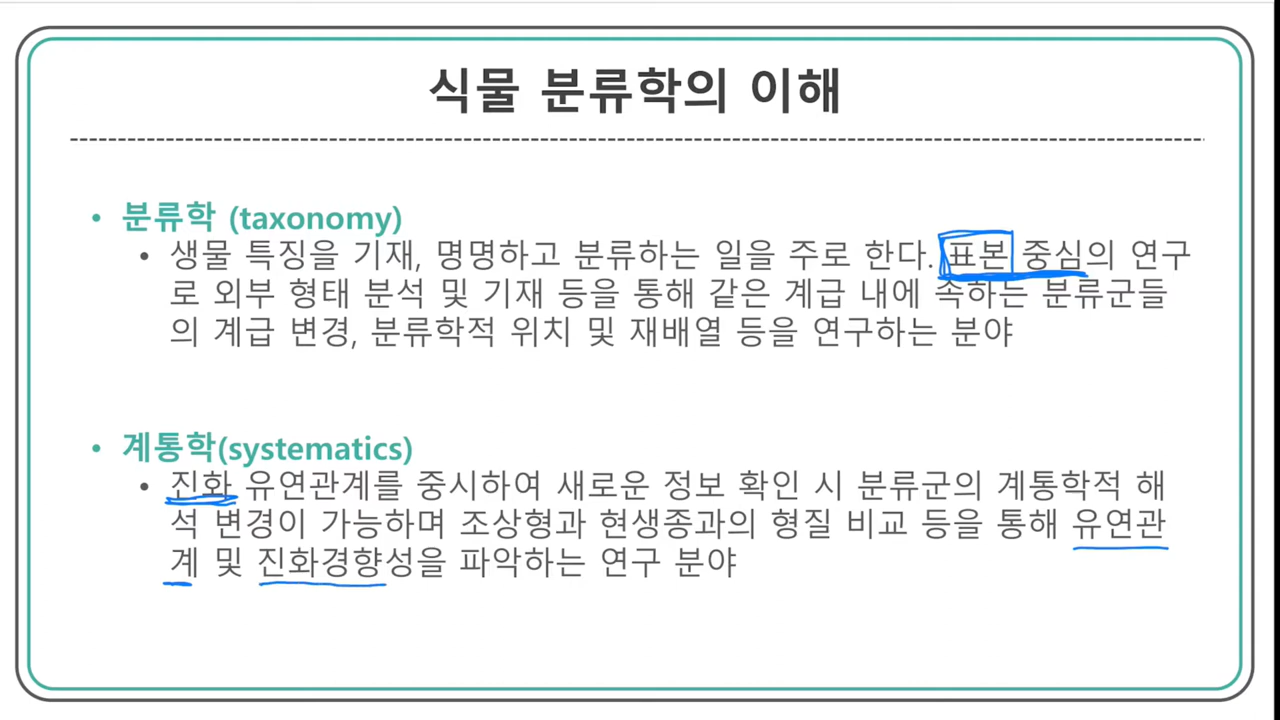 식물 분류학의 이해
• 분류학 (taxonomy)
• 생물 특징을 기재, 명명하고 분류하는 일을 주로 한다. 표본 중심의 연구
로 외부 형태 분석 및 기재 등을 통해 같은 계급 내에 속하는 분류군들
의 계급 변경, 분류학적 위치 및 재배열 등을 연구하는 분야
• 계통학(systematics)
• 진화 유연관계를 중시하여 새로운 정보 확인 시 분류군의 계통학적 해
석 변경이 가능하며 조상형과 현생종과의 형질 비교 등을 통해 유연관
계 및 진화경향성을 파악하는 연구 분야